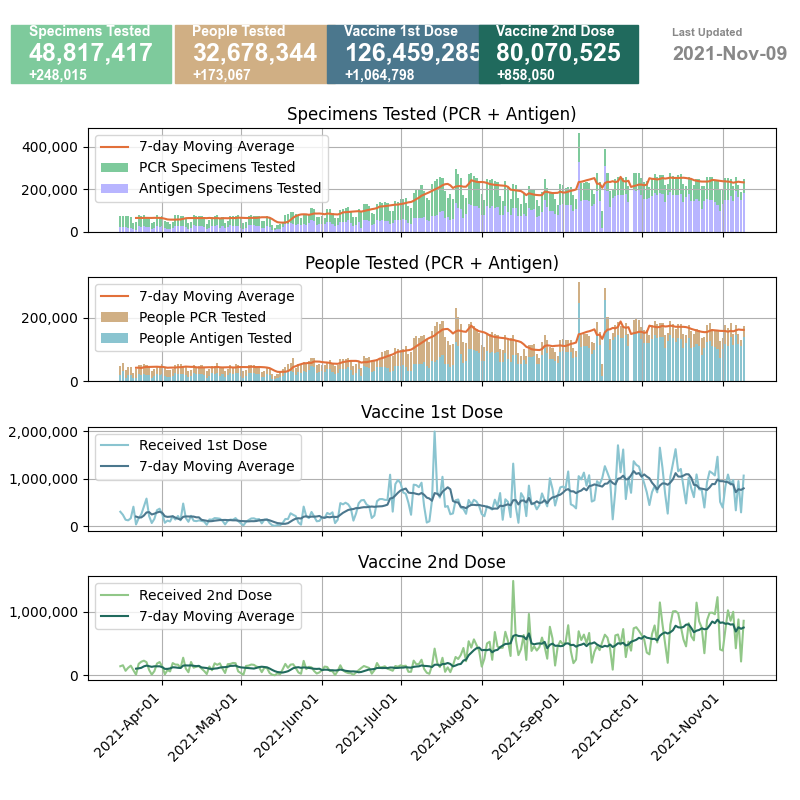 Specimens Tested
48,817,417
+248,015
People Tested
32,678,344
+173,067
Vaccine 1st Dose
126,459,285
+1,064,798
Vaccine 2nd Dose
80,070,525
+858,050
Last Updated
2021-Nov-09
Specimens Tested (PCR + Antigen)
7-day Moving Average
PCR Specimens Tested
Antigen Specimens Tested
400,000
200,000
0
People Tested (PCR + Antigen)
7-day Moving Average
People PCR Tested
People Antigen Tested
200,000
0
Vaccine 1st Dose
Received 1st Dose
7-day Moving Average
2,000,000
1,000,000
0
Vaccine 2nd Dose
Received 2nd Dose
7-day Moving Average
1,000,000
0
2021-Apr-01
2021-May-01
2021-Jun-01
2021-Jul-01
2021-Aug-01
2021-Sep-01
2021-Oct-01
2021-Nov-01